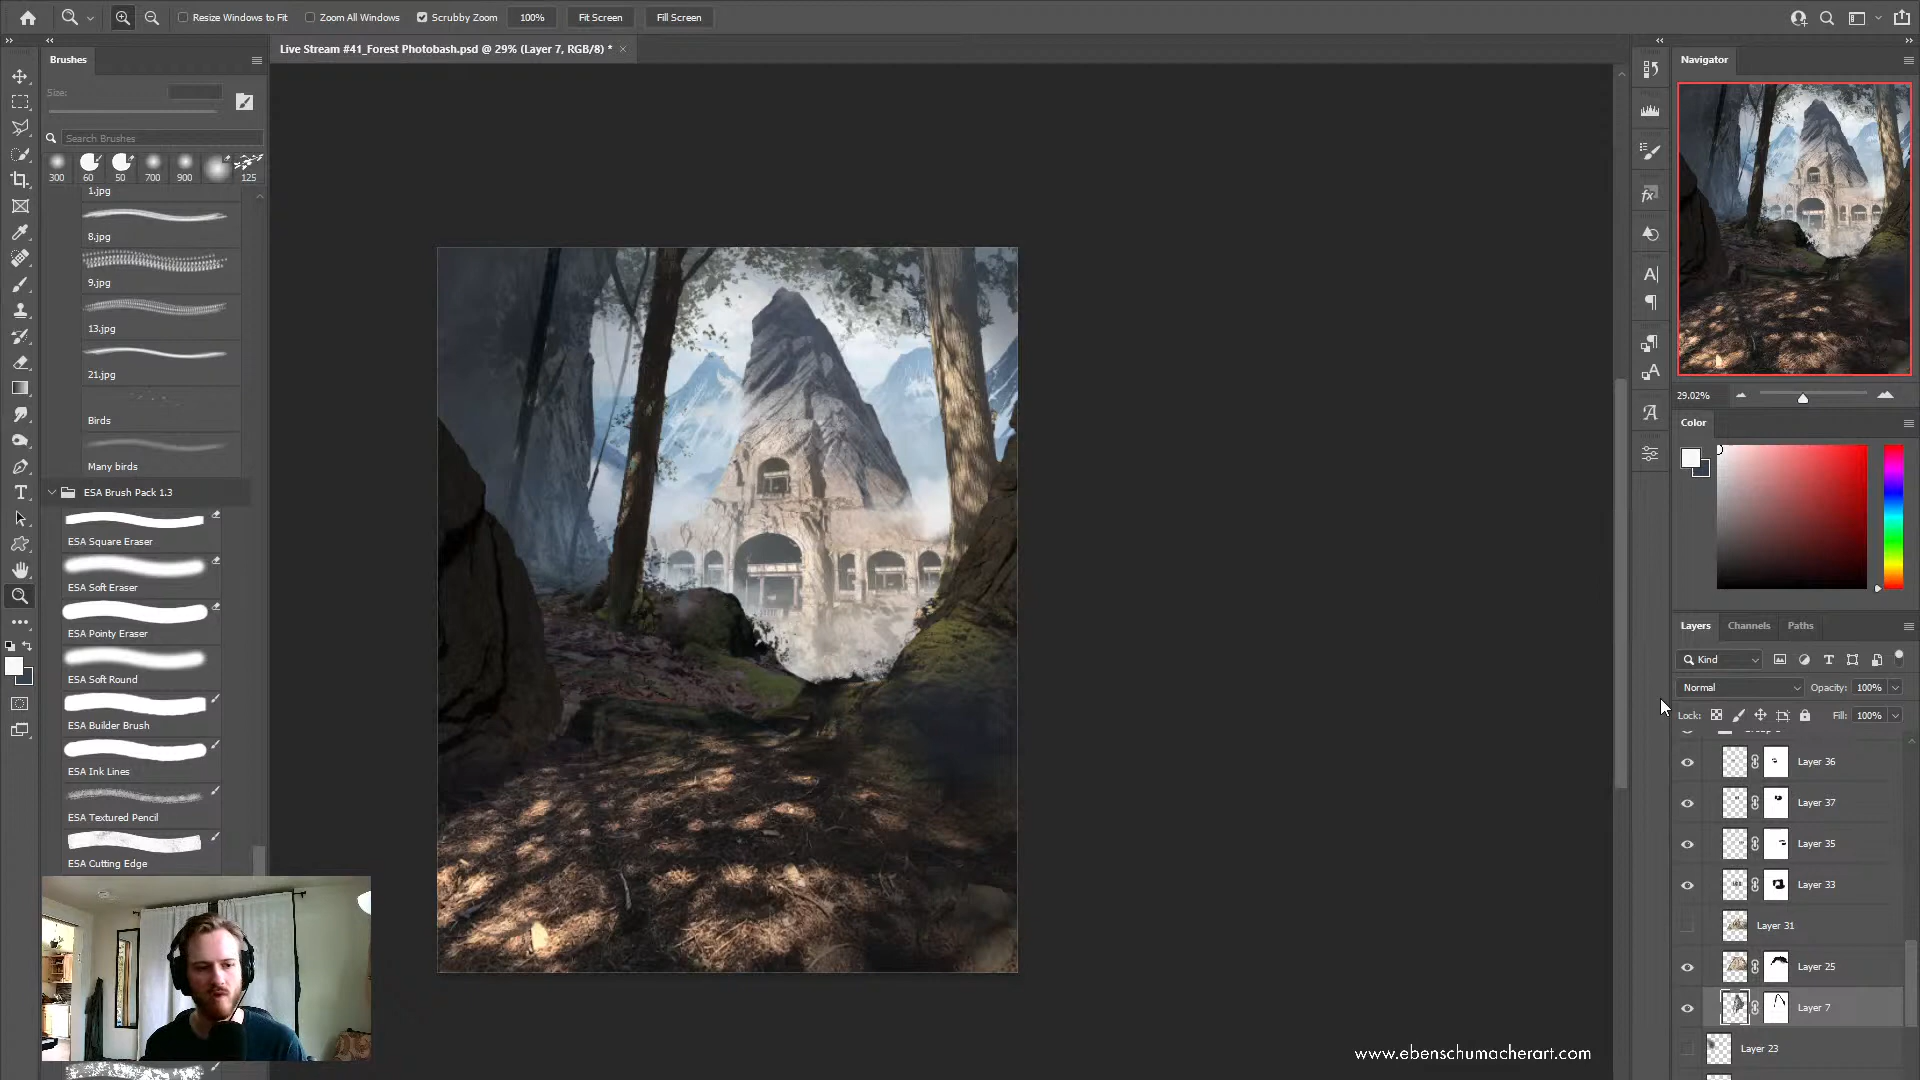 Resize Windows to Fit
Zoom All Windows
Scrubby Zoom
100%
Fit Screen
Fill Screen
Brushes
Live Stream #41_Forest Photobash.psd @ 29% (Layer 7, RGB/8) *
Navigator
Size:
Search Brushes
300
60
50
700
900
125
1.jpg
8.jpg
9.jpg
13.jpg
21.jpg
Birds
Many birds
ESA Brush Pack 1.3
ESA Square Eraser
ESA Soft Eraser
ESA Pointy Eraser
ESA Soft Round
ESA Builder Brush
ESA Ink Lines
ESA Textured Pencil
ESA Cutting Edge
29.02%
Color
Layers
Channels
Paths
Kind
Normal
Opacity: 100%
Lock:
Fill: 100%
Layer 36
Layer 37
Layer 35
Layer 33
Layer 31
Layer 25
Layer 7
Layer 23
www.ebenschumacherart.com